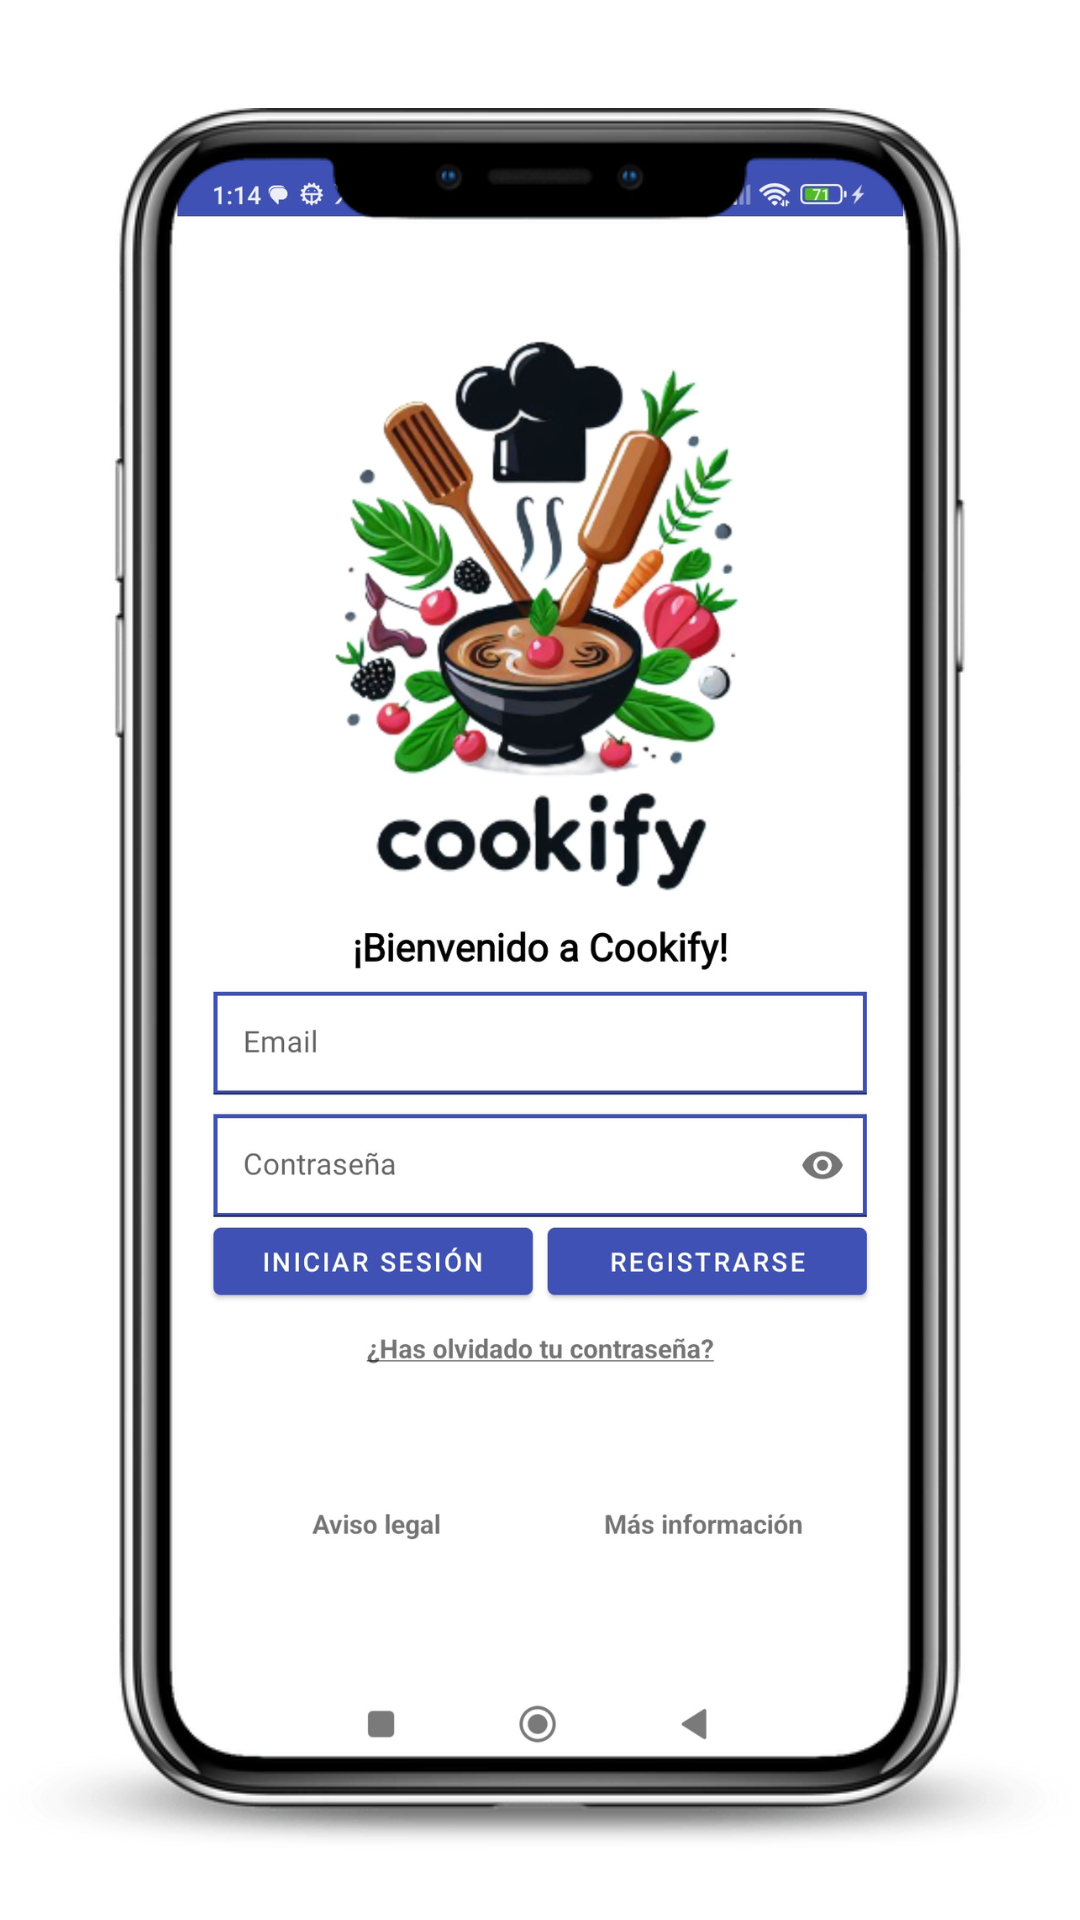 1:14
71
cookify
¡Bienvenido a Cookify!
Email
Contraseña
INICIAR SESIÓN
REGISTRARSE
¿Has olvidado tu contraseña?
Aviso legal
Más información